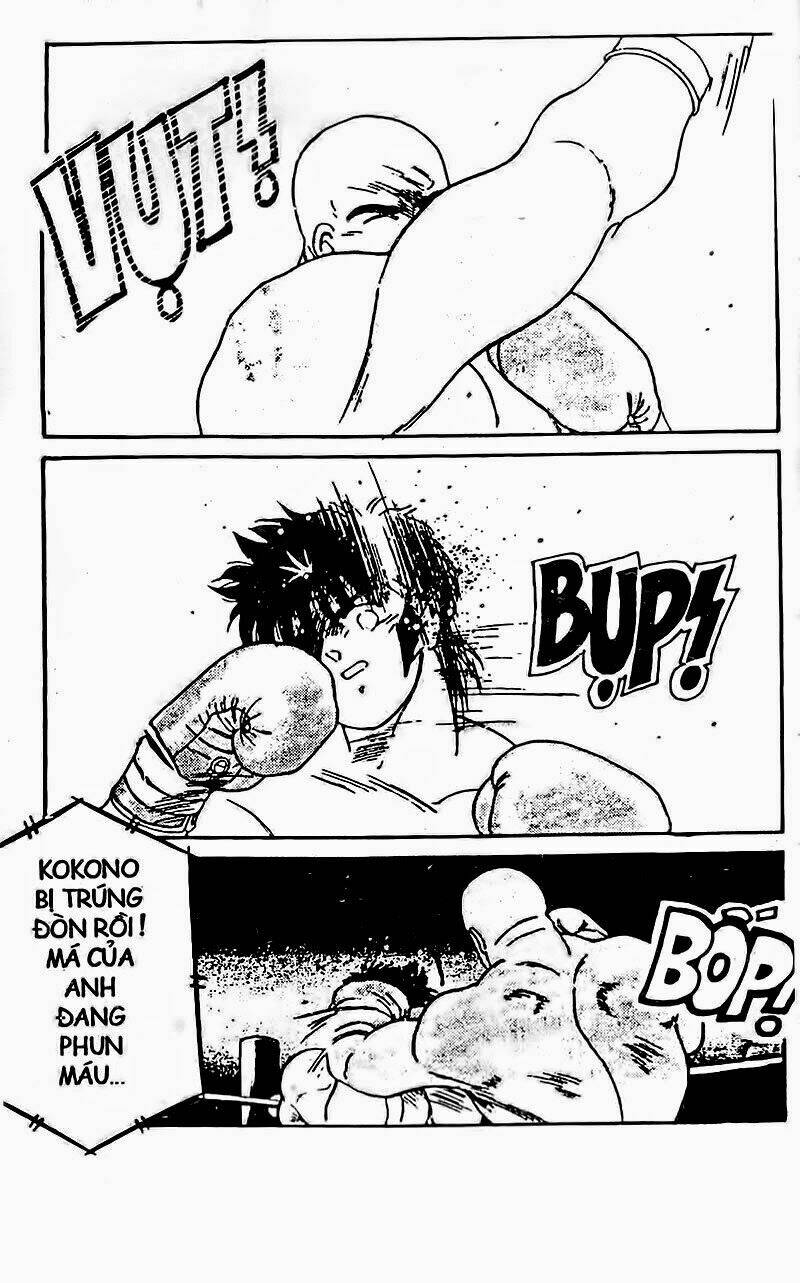 VỤT!
BỤP!
KOKONO
BỊ TRÚNG
ĐÒN RỒI!
MÁ CỦA
ANH
ĐANG
PHUN
MÁU...
BỐP!